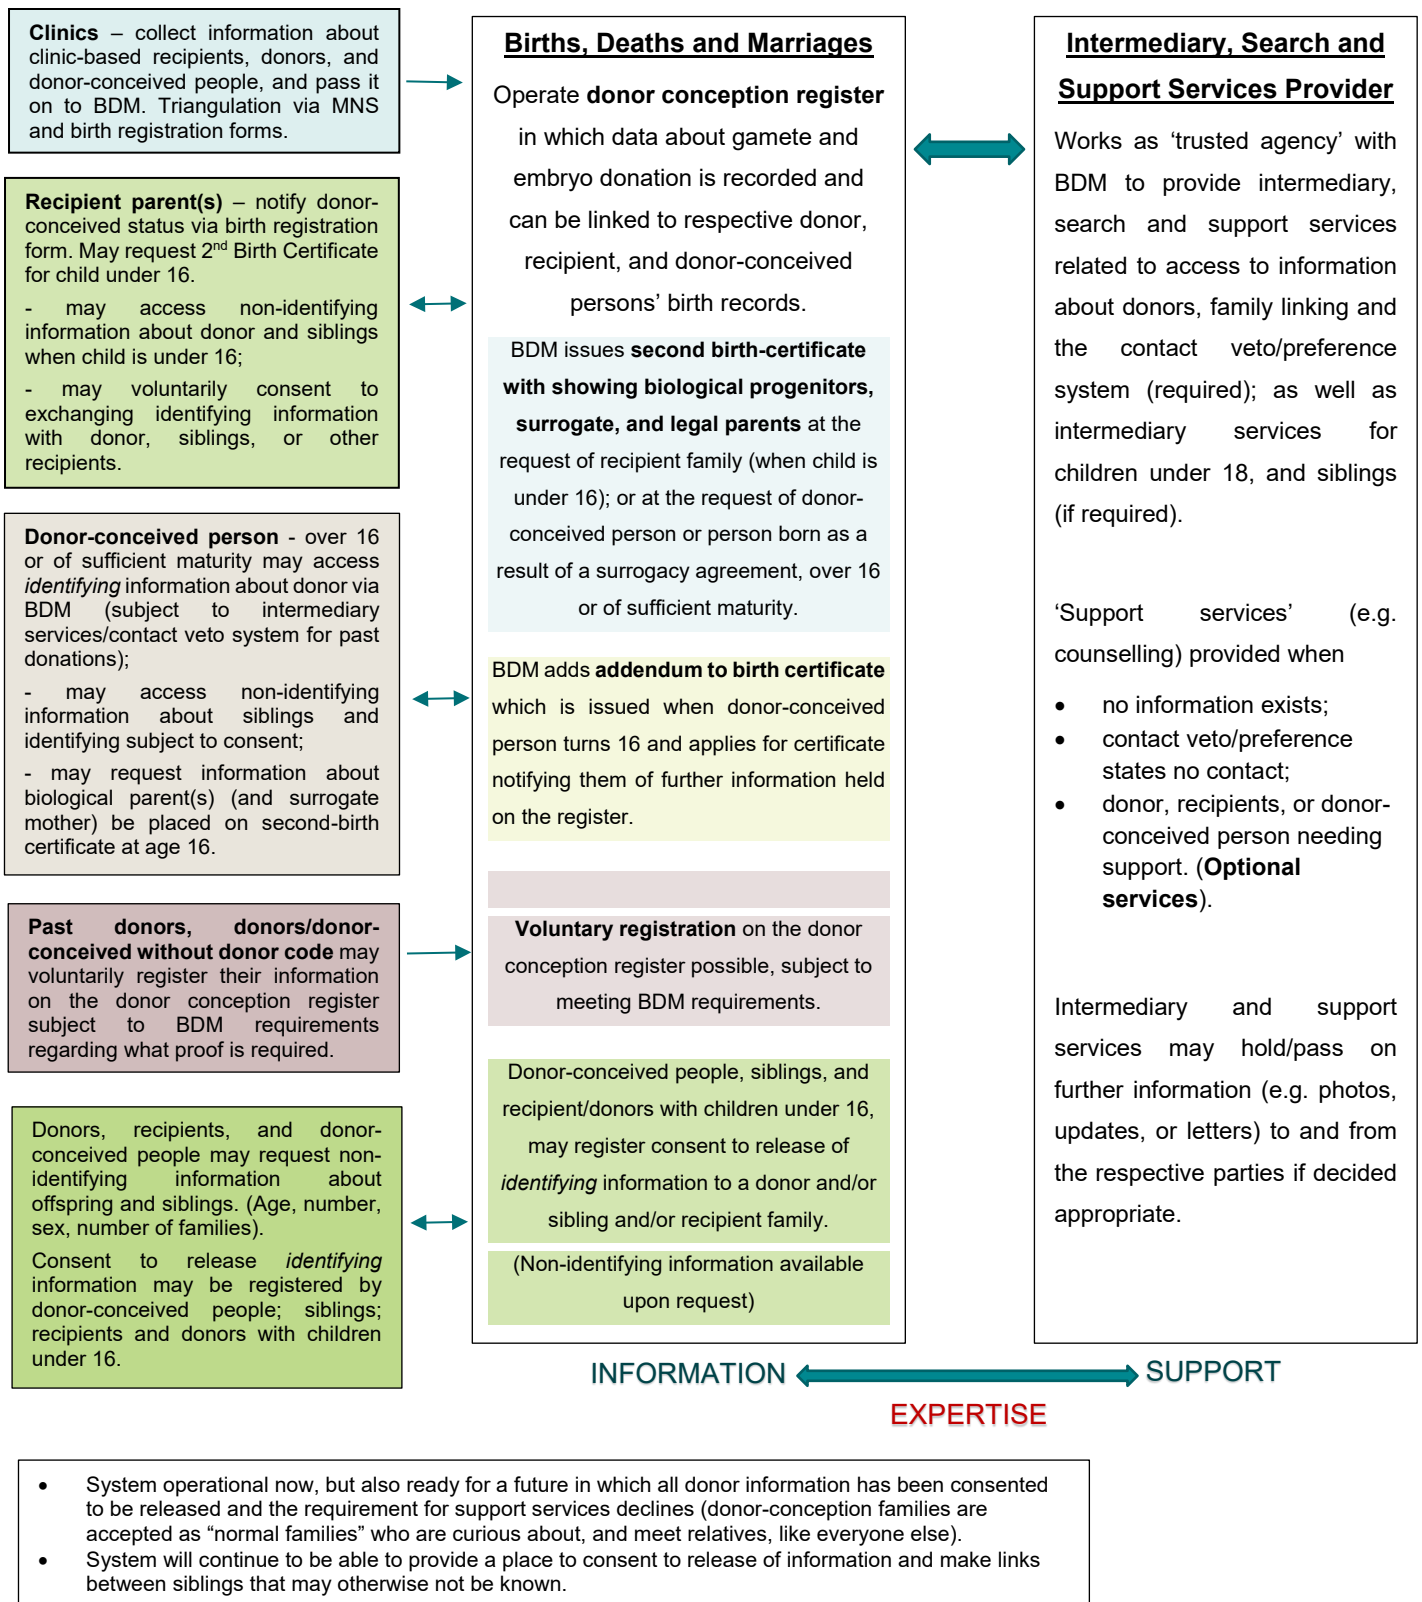 Clinics – collect information about
clinic-based recipients, donors, and
donor-conceived people, and pass it
on to BDM. Triangulation via MNS
and birth registration forms.
Recipient parent(s) – notify donor-
conceived status via birth registration
form. May request 2nd Birth Certificate
for child under 16.
- may access non-identifying
information about donor and siblings
when child is under 16;
- may voluntarily consent to
exchanging identifying information
with donor, siblings, or other
recipients.
Donor-conceived person - over 16
or of sufficient maturity may access
identifying information about donor via
BDM (subject to intermediary
services/contact veto system for past
donations);
- may access non-identifying
information about siblings and
identifying subject to consent;
- may request information about
biological parent(s) (and surrogate
mother) be placed on second-birth
certificate at age 16.
Past donors, donors/donor-
conceived without donor code may
voluntarily register their information
on the donor conception register
subject to BDM requirements
regarding what proof is required.
Donors, recipients, and donor-
conceived people may request non-
identifying information about
offspring and siblings. (Age, number,
sex, number of families).
Consent to release identifying
information may be registered by
donor-conceived people; siblings;
recipients and donors with children
under 16.
Births, Deaths and Marriages
Operate donor conception register
in which data about gamete and
embryo donation is recorded and
can be linked to respective donor,
recipient, and donor-conceived
persons’ birth records.
BDM issues second birth-certificate
with showing biological progenitors,
surrogate, and legal parents at the
request of recipient family (when child is
under 16); or at the request of donor-
conceived person or person born as a
result of a surrogacy agreement, over 16
or of sufficient maturity.
BDM adds addendum to birth certificate
which is issued when donor-conceived
person turns 16 and applies for certificate
notifying them of further information held
on the register.
Voluntary registration on the donor
conception register possible, subject to
meeting BDM requirements.
Donor-conceived people, siblings, and
recipient/donors with children under 16,
may register consent to release of
identifying information to a donor and/or
sibling and/or recipient family.
(Non-identifying information available
upon request)
Intermediary, Search and
Support Services Provider
Works as ‘trusted agency’ with
BDM to provide intermediary,
search and support services
related to access to information
about donors, family linking and
the contact veto/preference
system (required); as well as
intermediary services for
children under 18, and siblings
(if required).
‘Support services’ (e.g.
counselling) provided when
• no information exists;
• contact veto/preference
states no contact;
• donor, recipients, or donor-
conceived person needing
support. (Optional
services).
Intermediary and support
services may hold/pass on
further information (e.g. photos,
updates, or letters) to and from
the respective parties if decided
appropriate.
INFORMATION SUPPORT
EXPERTISE
• System operational now, but also ready for a future in which all donor information has been consented
to be released and the requirement for support services declines (donor-conception families are
accepted as “normal families” who are curious about, and meet relatives, like everyone else).
• System will continue to be able to provide a place to consent to release of information and make links
between siblings that may otherwise not be known.